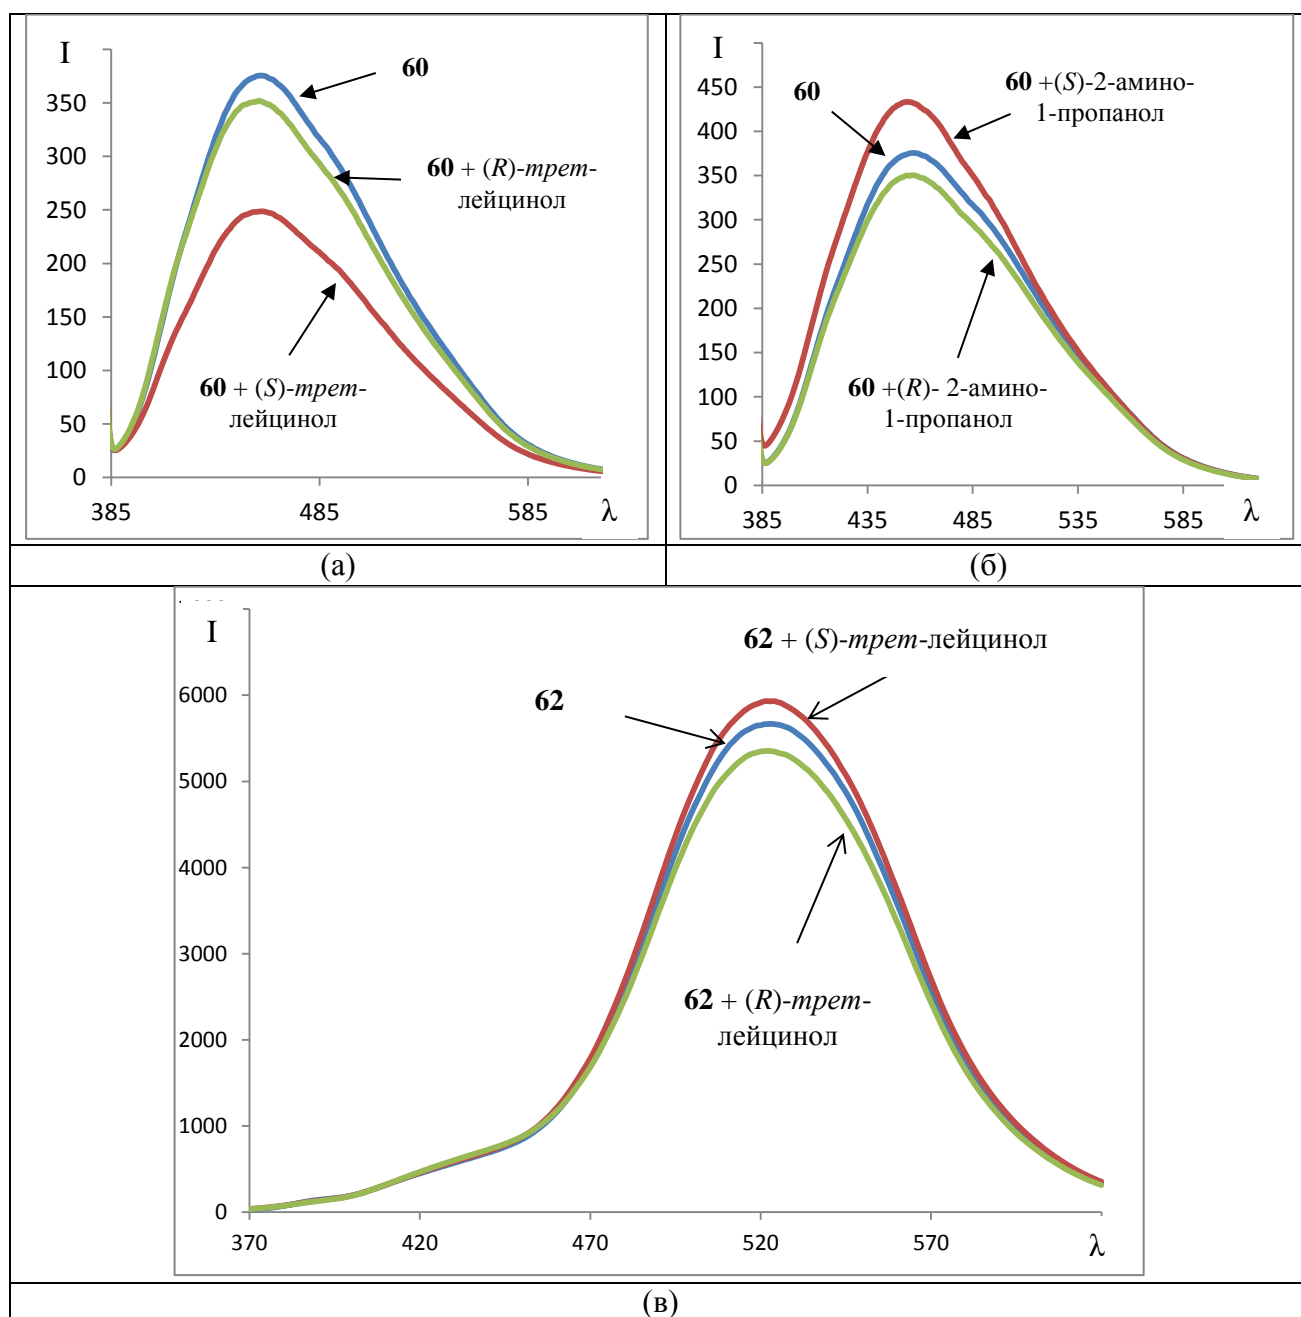 I
60
350
300
250
200
150
100
50
0
60 + (R)-трет-
лейцинол
60 + (S)-трет-
лейцинол
385
485
585
λ
(а)
I
450
400
350
300
250
200
150
100
50
0
60
60 +(S)-2-амино-
1-пропанол
60 +(R)- 2-амино-
1-пропанол
385
435
485
535
585
λ
(б)
I
6000
5000
4000
3000
2000
1000
0
62 + (S)-трет-лейцинол
62
62 + (R)-трет-
лейцинол
370
420
470
520
570
λ
(в)